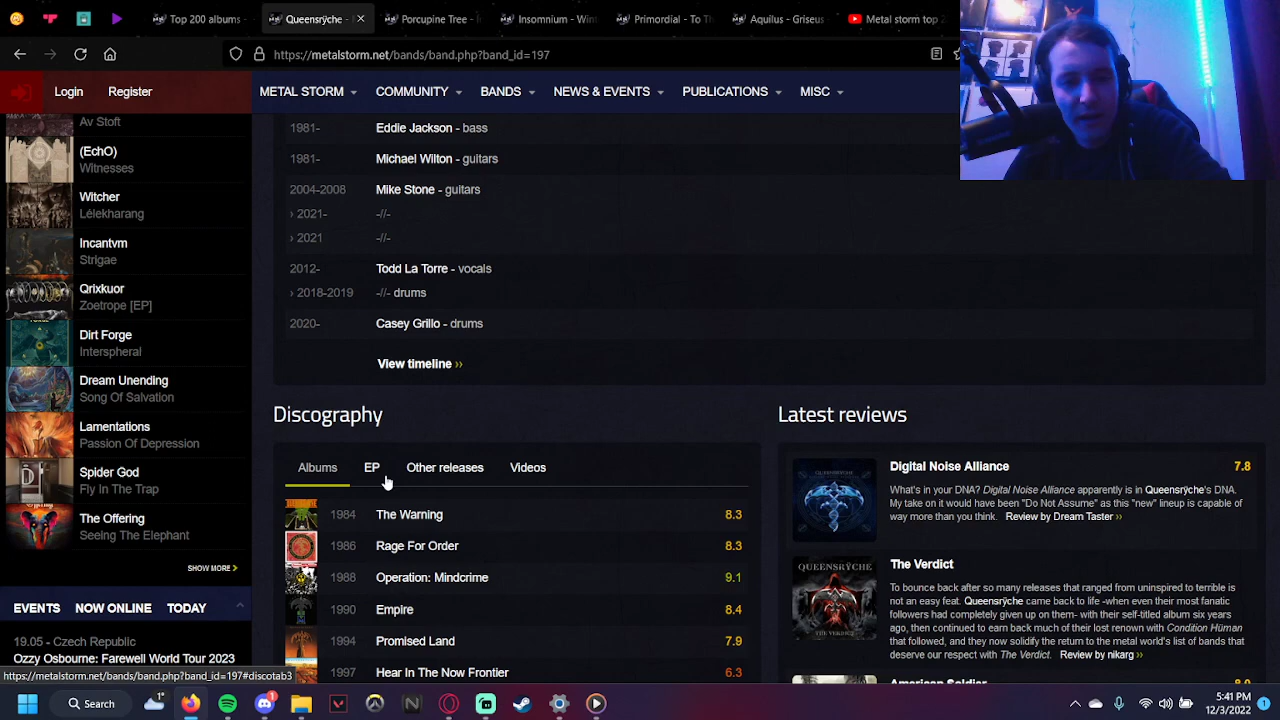 Top 200 albums
Queensrÿche -
Porcupine Tree - 
Insomnium - Win
Primordial - To Th
Aquilus - Griseus
Metal storm top 2
https://metalstorm.net/bands/band.php?band_id=197
Login
Register
METAL STORM
COMMUNITY
BANDS
NEWS & EVENTS
PUBLICATIONS
MISC
Av Stoft
(EchO)
Witnesses
Witcher
Lélekharang
Incantvm
Strigae
Qrixkuor
Zoetrope [EP]
Dirt Forge
Interspheral
Dream Unending
Song Of Salvation
Lamentations
Passion Of Depression
Spider God
Fly In The Trap
The Offering
Seeing The Elephant
SHOW MORE
EVENTS NOW ONLINE TODAY
19.05 - Czech Republic
Ozzy Osbourne: Farewell World Tour 2023
https://metalstorm.net/bands/band.php?band_id=197#discotab3
1981- Eddie Jackson - bass
1981- Michael Wilton - guitars
2004-2008 Mike Stone - guitars
› 2021- -//-
› 2021 -//-
2012- Todd La Torre - vocals
› 2018-2019 -//- drums
2020- Casey Grillo - drums
View timeline ››
Discography
Albums EP Other releases Videos
1984 The Warning 8.3
1986 Rage For Order 8.3
1988 Operation: Mindcrime 9.1
1990 Empire 8.4
1994 Promised Land 7.9
1997 Hear In The Now Frontier 6.3
Latest reviews
Digital Noise Alliance 7.8
What's in your DNA? Digital Noise Alliance apparently is in Queensrÿche's DNA.
My take on it would have been "Do Not Assume" as this "new" lineup is capable of
way more than you think. Review by Dream Taster ››
QUEENSRŸCHE
THE VERDICT
The Verdict
To bounce back after so many releases that ranged from uninspired to terrible is
not an easy feat. Queensrÿche came back to life -when even their most fanatic
followers had completely given up on them- with their self-titled album six years
ago, then continued to earn back much of their lost renown with Condition Human
that followed, and they now solidify the return to the metal world's list of bands that
deserve our respect with The Verdict. Review by nikarg ››
American Soldier 8.0
Search
5:41 PM
12/3/2022